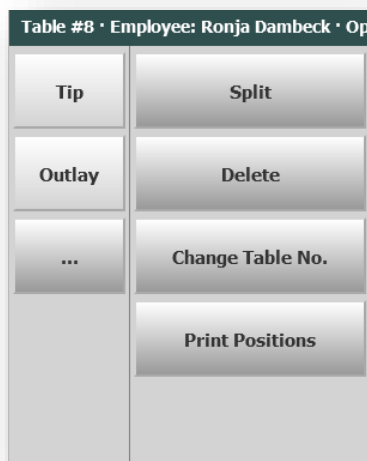 Table #8 · Employee: Ronja Dambeck · Op
Tip
Split
Outlay
Delete
...
Change Table No.
Print Positions